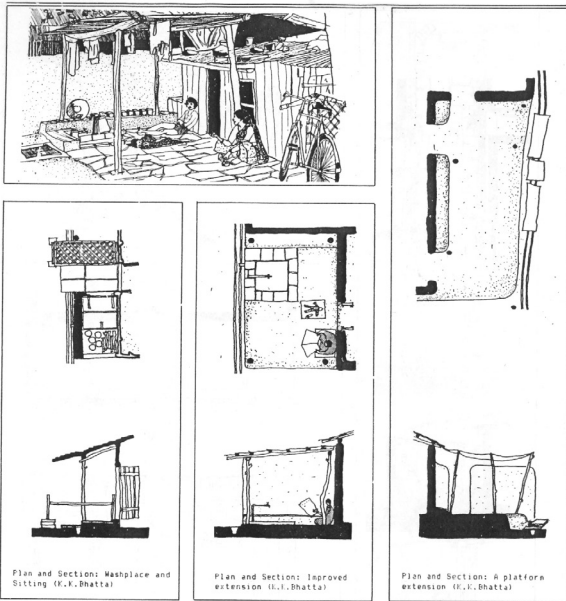 Plan and Section: Washplace and
Sitting (K.K.Bhatta)
Plan and Section: Improved
extension (K.K.Bhatta)
Plan and Section: A platform
extension (K.K.Bhatta)